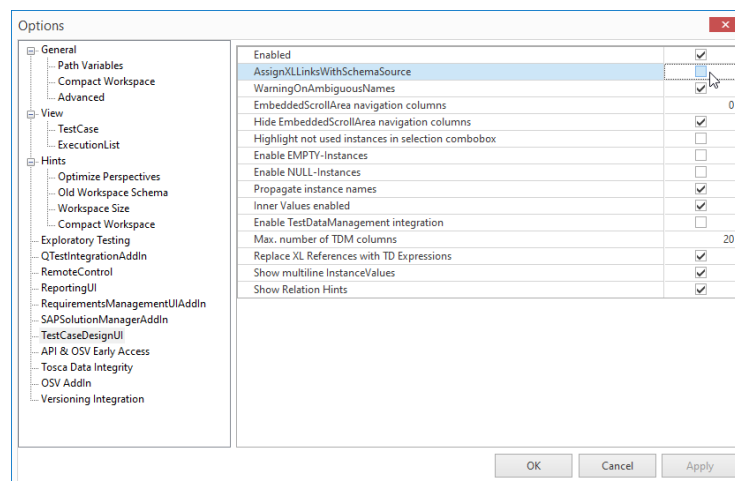 Options
General
Path Variables
Compact Workspace
Advanced
View
TestCase
ExecutionList
Hints
Optimize Perspectives
Old Workspace Schema
Workspace Size
Compact Workspace
Exploratory Testing
QTestIntegrationAddIn
RemoteControl
ReportingUI
RequirementsManagementUIAddIn
SAPSolutionManagerAddIn
TestCaseDesignUI
API & OSV Early Access
Tosca Data Integrity
OSV AddIn
Versioning Integration
Enabled
AssignXLLinksWithSchemaSource
WarningOnAmbiguousNames
EmbeddedScrollArea navigation columns 0
Hide EmbeddedScrollArea navigation columns
Highlight not used instances in selection combobox
Enable EMPTY-Instances
Enable NULL-Instances
Propagate instance names
Inner Values enabled
Enable TestDataManagement integration
Max. number of TDM columns 20
Replace XL References with TD Expressions
Show multiline InstanceValues
Show Relation Hints
OK Cancel Apply